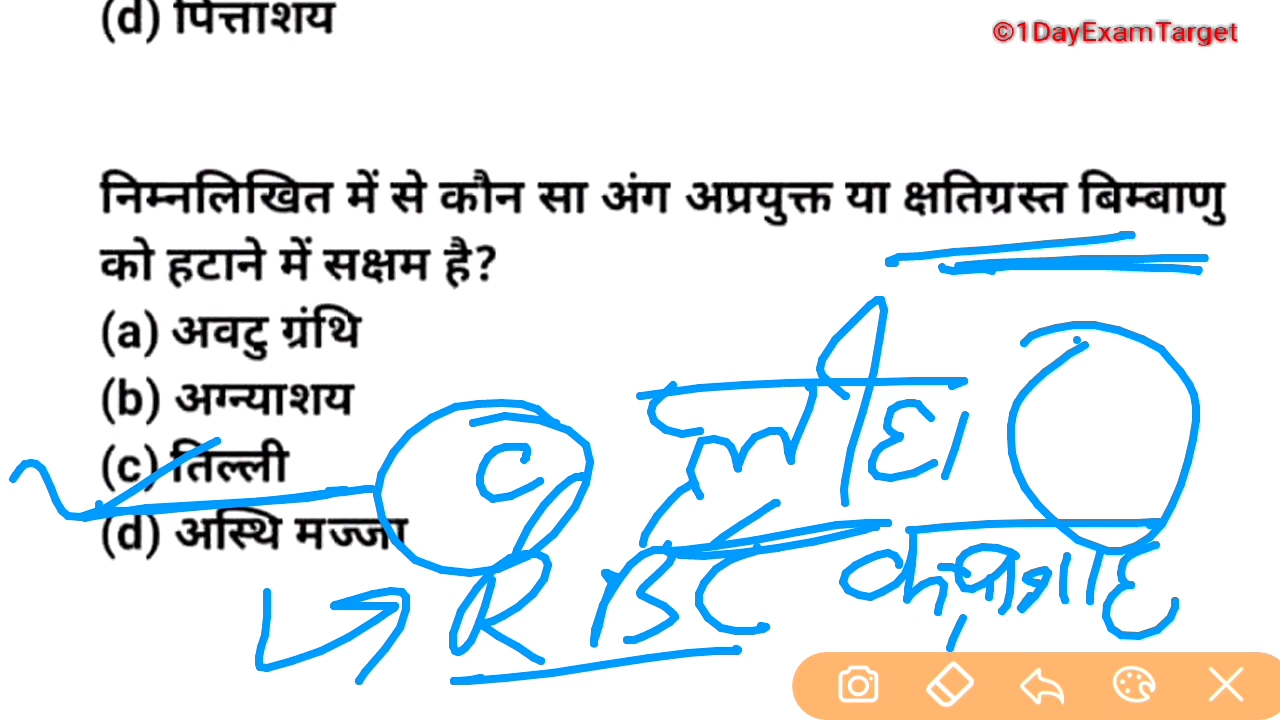 (d) पित्ताशय
©1DayExamTarget
निम्नलिखित में से कौन सा अंग अप्रयुक्त या क्षतिग्रस्त बिम्बाणु
को हटाने में सक्षम है?
(a) अवटु ग्रंथि
(b) अग्न्याशय
(c) तिल्ली
(d) अस्थि मज्जा
C
RBC